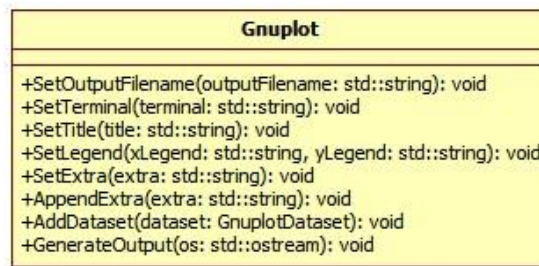 Gnuplot
+SetOutputFilename(outputFilename: std::string): void
+SetTerminal(terminal: std::string): void
+SetTitle(title: std::string): void
+SetLegend(xLegend: std::string, yLegend: std::string): void
+SetExtra(extra: std::string): void
+AppendExtra(extra: std::string): void
+AddDataset(dataset: GnuplotDataset): void
+GenerateOutput(os: std::ostream): void